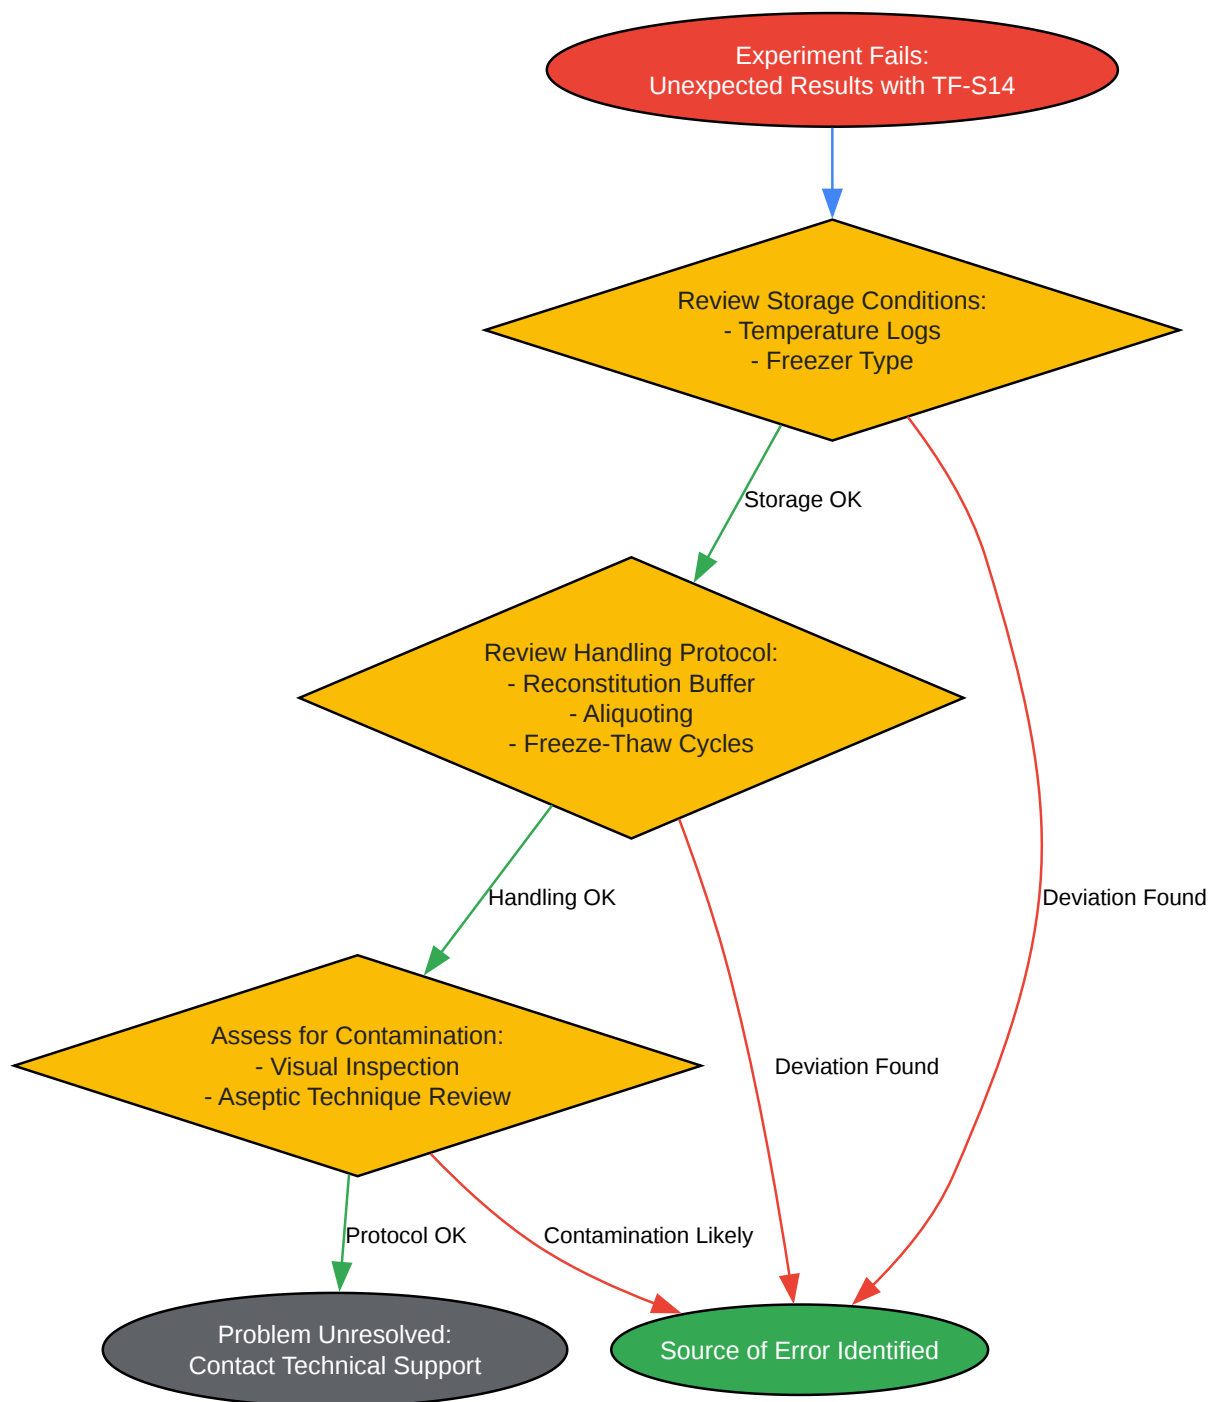 Experiment Fails:
Unexpected Results with TF-S14
Review Storage Conditions:
- Temperature Logs
- Freezer Type
Storage OK
Review Handling Protocol:
- Reconstitution Buffer
- Aliquoting
- Freeze-Thaw Cycles
Handling OK
Deviation Found
Assess for Contamination:
- Visual Inspection
- Aseptic Technique Review
Deviation Found
Protocol OK
Contamination Likely
Problem Unresolved:
Contact Technical Support
Source of Error Identified